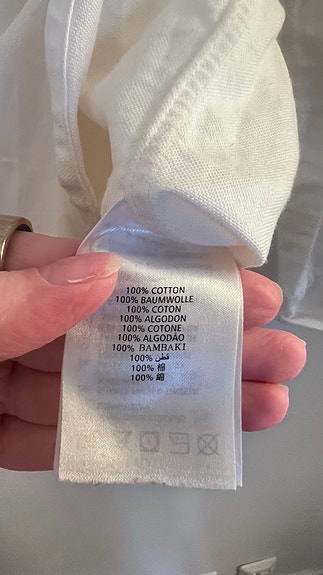 100% COTTON
100% BAUMWOLLE
100% COTON
100% ALGODON
100% COTONE
100% ALGODÃO
100% BAMBAKI
100% قطن
100% 棉
100% 綿